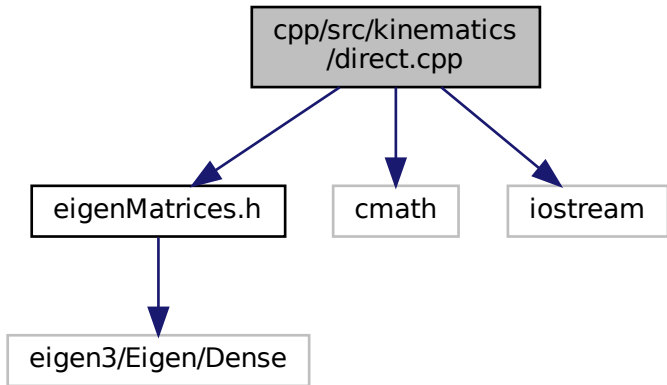 cpp/src/kinematics
/direct.cpp
eigenMatrices.h
cmath
iostream
eigen3/Eigen/Dense